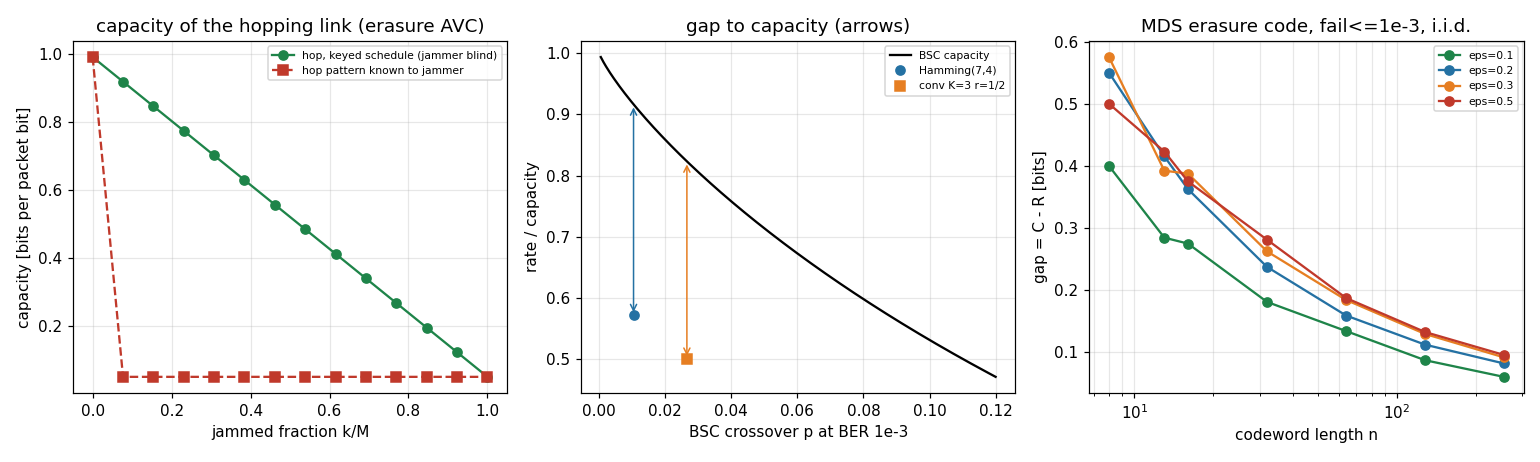 capacity of the hopping link (erasure AVC)
capacity [bits per packet bit]
1.0
0.8
0.6
0.4
0.2
hop, keyed schedule (jammer blind)
hop pattern known to jammer
0.0 0.2 0.4 0.6 0.8 1.0
jammed fraction k/M
gap to capacity (arrows)
rate / capacity
1.0
0.9
0.8
0.7
0.6
0.5
BSC capacity
Hamming(7,4)
conv K=3 r=1/2
0.00 0.02 0.04 0.06 0.08 0.10 0.12
BSC crossover p at BER 1e-3
MDS erasure code, fail<=1e-3, i.i.d.
gap = C - R [bits]
0.6
0.5
0.4
0.3
0.2
0.1
eps=0.1
eps=0.2
eps=0.3
eps=0.5
10¹ 10²
codeword length n